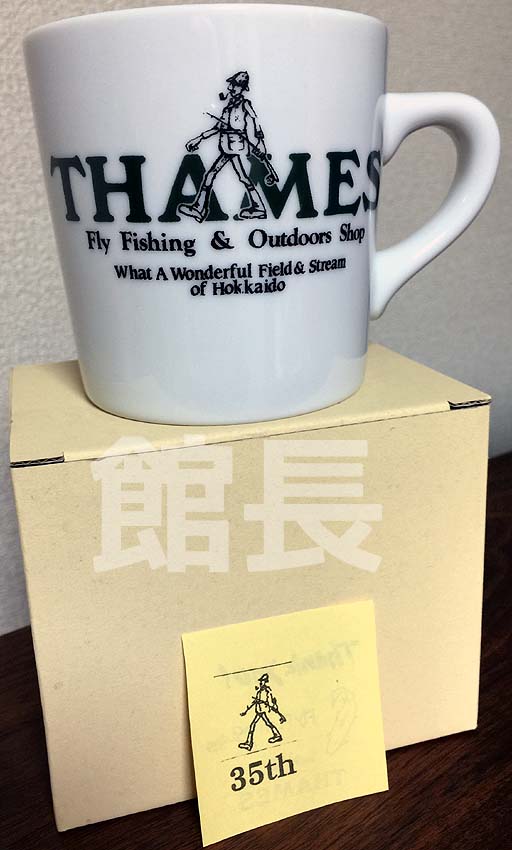 THAMES
Fly Fishing & Outdoors Shop
What A Wonderful Field & Stream
of Hokkaido
館長
35th